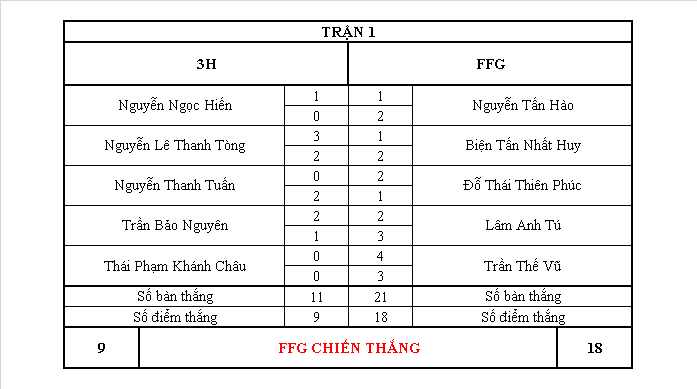 TRẬN 1
3H FFG
Nguyễn Ngọc Hiến 1 1 Nguyễn Tấn Hào
0 2
Nguyễn Lê Thanh Tòng 3 1 Biện Tấn Nhất Huy
2 2
Nguyễn Thanh Tuấn 0 2 Đỗ Thái Thiên Phúc
2 1
Trần Bảo Nguyên 2 2 Lâm Anh Tú
1 3
Thái Phạm Khánh Châu 0 4 Trần Thế Vũ
0 3
Số bàn thắng 11 21 Số bàn thắng
Số điểm thắng 9 18 Số điểm thắng
9 FFG CHIẾN THẮNG 18